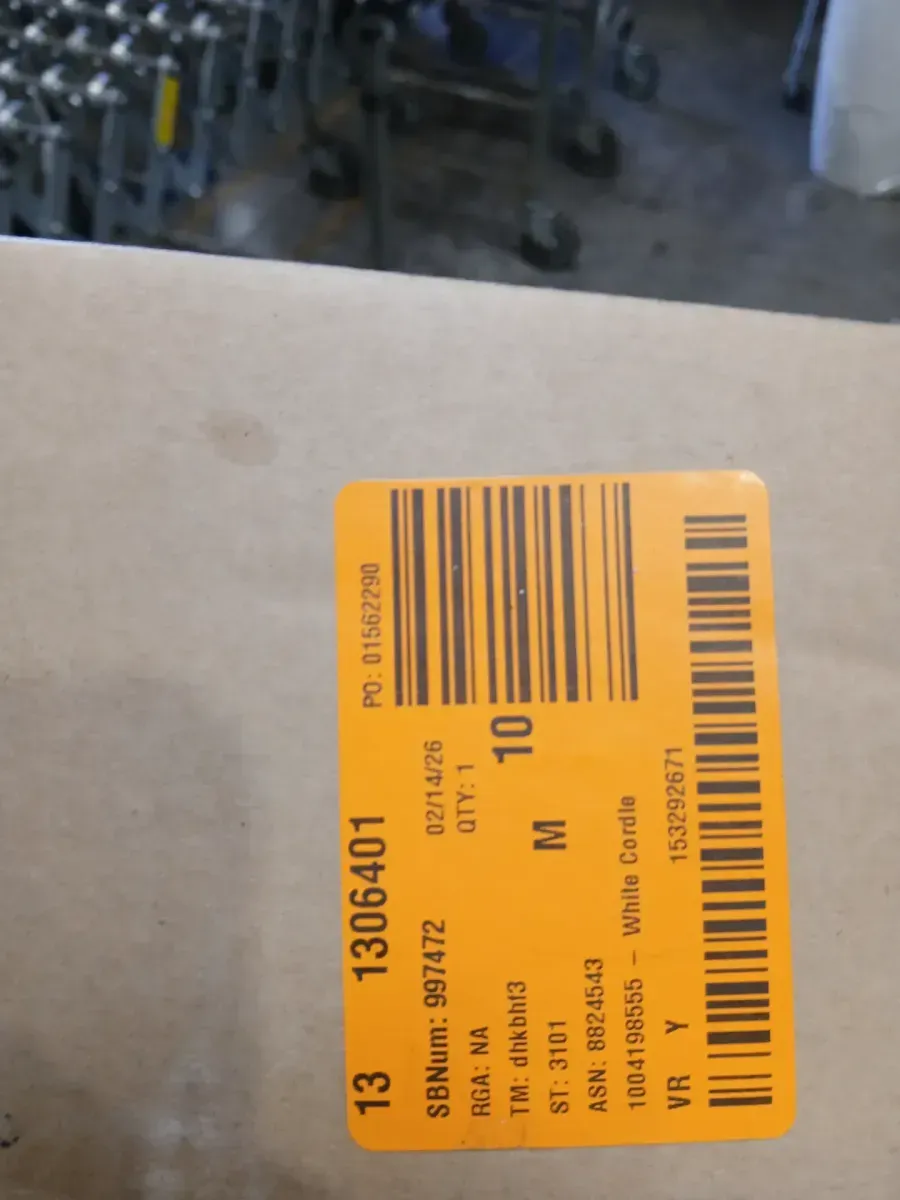 13 1306401
PO: 01562290
SBNum: 997472 02/14/26
RGA: NA QTY: 1
TM: dhkbhf3 10
ST: 3101 M
ASN: 8824543
1004198555 – White Cordle
VR Y 153292671